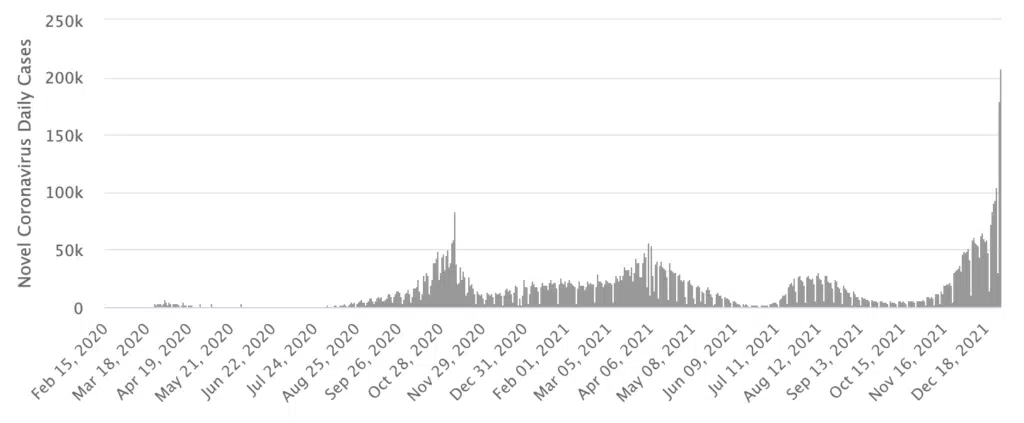 Novel Coronavirus Daily Cases
250k
200k
150k
100k
50k
0
Feb 15, 2020
Mar 18, 2020
Apr 19, 2020
May 21, 2020
Jun 22, 2020
Jul 24, 2020
Aug 25, 2020
Sep 26, 2020
Oct 28, 2020
Nov 29, 2020
Dec 31, 2020
Feb 01, 2021
Mar 05, 2021
Apr 06, 2021
May 08, 2021
Jun 09, 2021
Jul 11, 2021
Aug 12, 2021
Sep 13, 2021
Oct 15, 2021
Nov 16, 2021
Dec 18, 2021